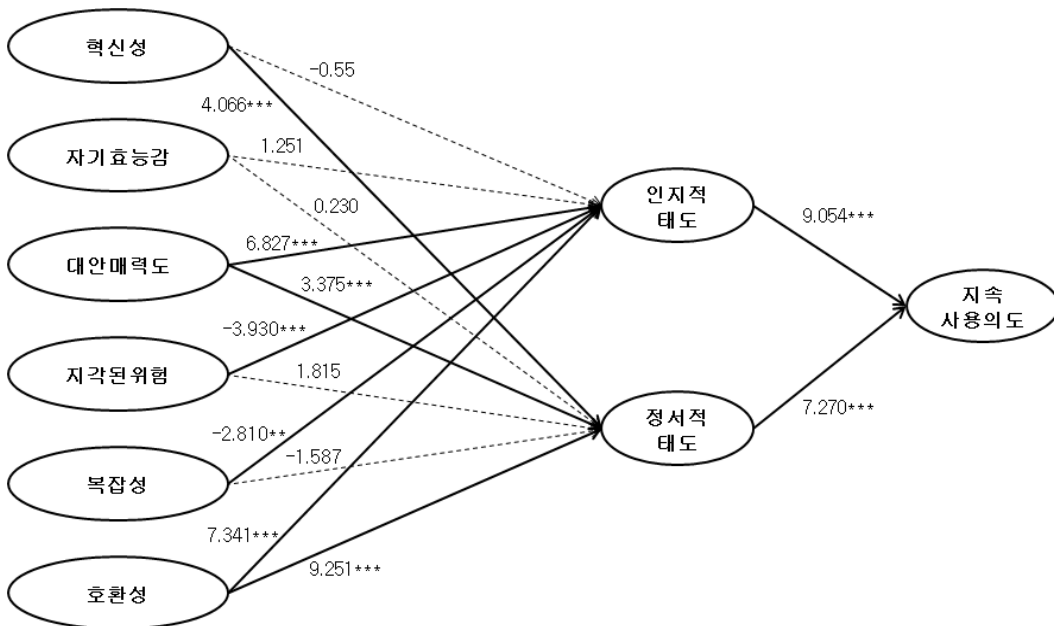 혁신성
-0.55
4.066***
자기효능감
1.251
인지적
태도
0.230
9.054***
대안매력도
6.827***
3.375***
지속
사용의도
-3.930***
지각된위험
1.815
정서적
태도
7.270***
-2.810**
-1.587
복잡성
7.341***
9.251***
호환성